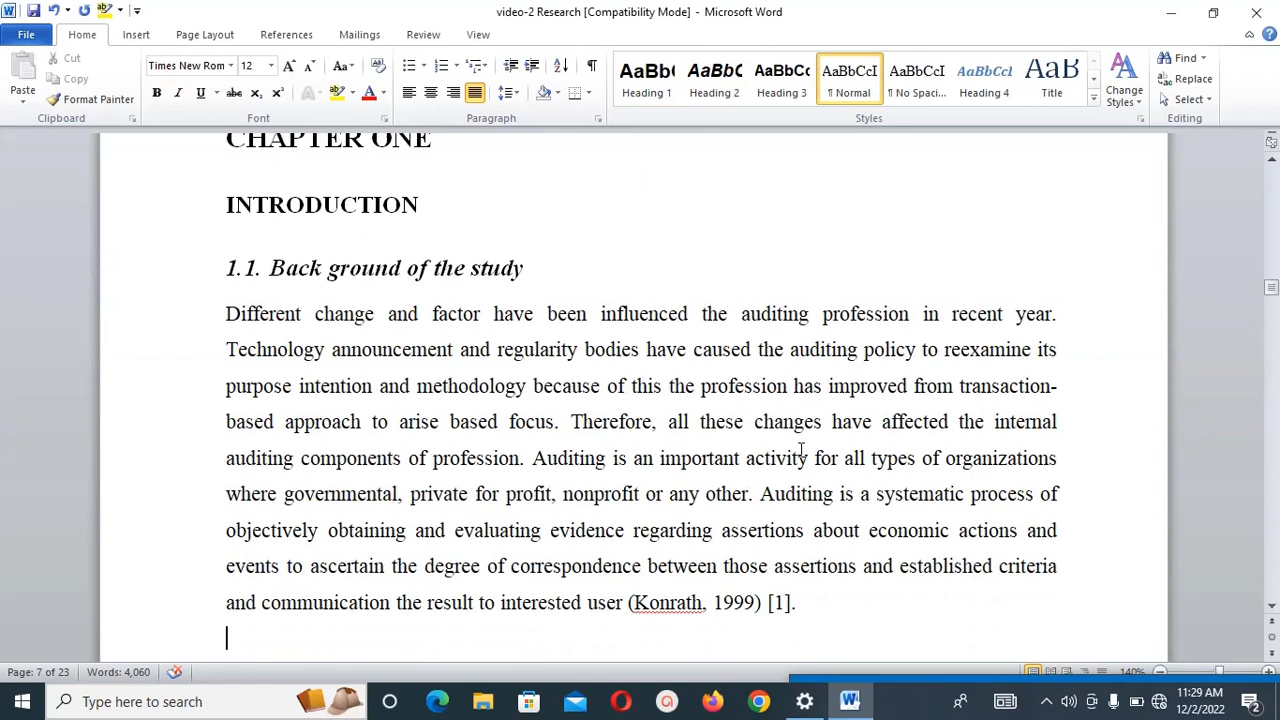 video-2 Research [Compatibility Mode] - Microsoft Word
File Home Insert Page Layout References Mailings Review View
Paste Cut Copy Format Painter Clipboard
Times New Rom 12 Font
Paragraph
AaBb( AaBbC( AaBbCc AaBbCcI AaBbCcI AaBbCcI AaB
Heading 1 Heading 2 Heading 3 ¶ Normal ¶ No Spaci... Heading 4 Title
Styles
Change Styles
Find Replace Select Editing
CHAPTER ONE
INTRODUCTION
1.1. Back ground of the study
Different change and factor have been influenced the auditing profession in recent year.
Technology announcement and regularity bodies have caused the auditing policy to reexamine its
purpose intention and methodology because of this the profession has improved from transaction-
based approach to arise based focus. Therefore, all these changes have affected the internal
auditing components of profession. Auditing is an important activity for all types of organizations
where governmental, private for profit, nonprofit or any other. Auditing is a systematic process of
objectively obtaining and evaluating evidence regarding assertions about economic actions and
events to ascertain the degree of correspondence between those assertions and established criteria
and communication the result to interested user (Konrath, 1999) [1].
Page: 7 of 23 Words: 4,060 140%
Type here to search
11:29 AM
12/2/2022